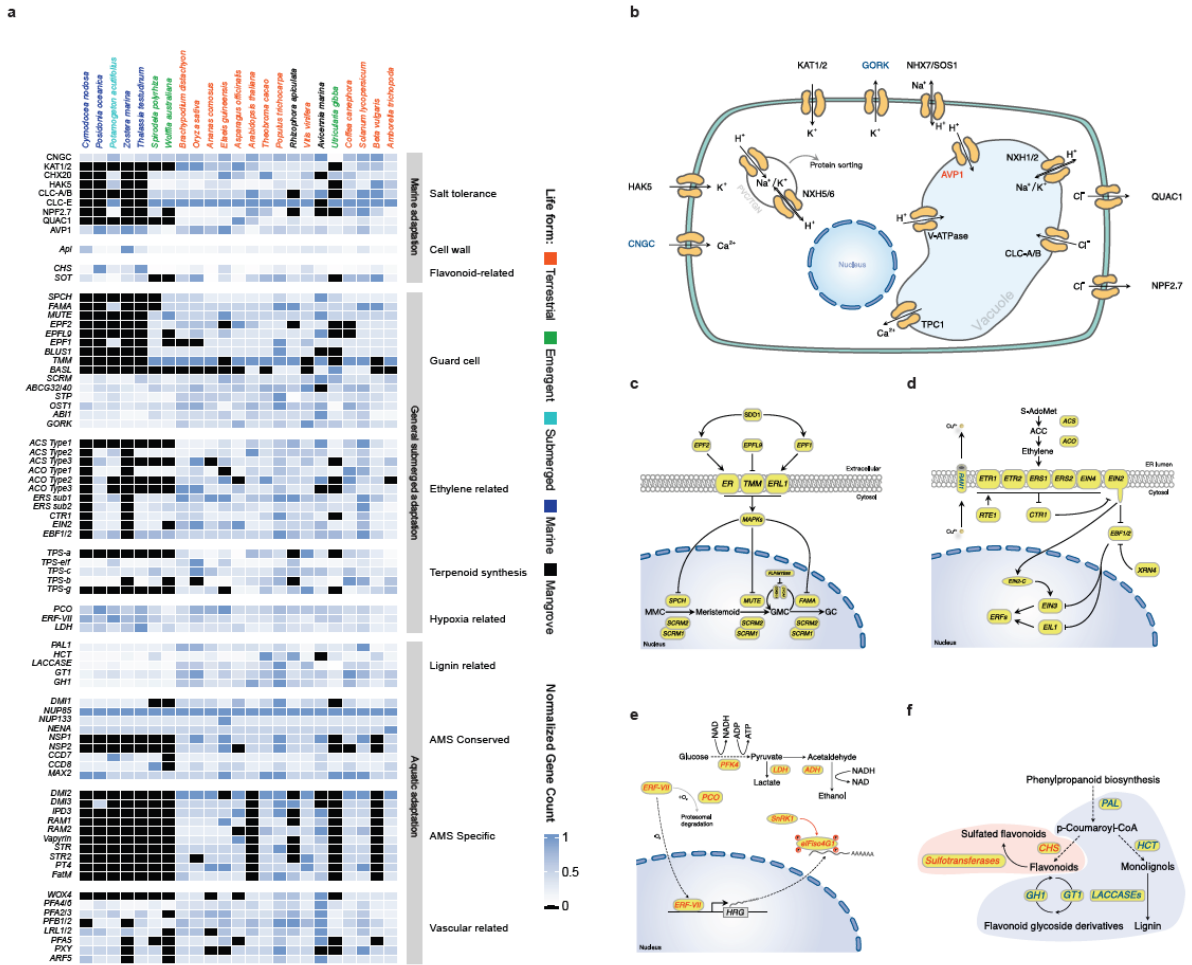 a
Cymodocea nodosa
Posidonia oceanica
Potamogeton acutifolius
Zostera marina
Thalassia testudinum
Spirodela polyrhiza
Wolffia australiana
Brachypodium distachyon
Oryza sativa
Ananas comosus
Elaeis guineensis
Asparagus officinalis
Arabidopsis thaliana
Theobroma cacao
Populus trichocarpa
Rhizophora apiculata
Vitis vinifera
Avicennia marina
Utricularia gibba
Coffea canephora
Solanum lycopersicum
Beta vulgaris
Amborella trichopoda
CNGC
KAT1/2
CHX20
HAK5
CLC-A/B
CLC-E
NPF2.7
QUAC1
AVP1
Api
CHS
SOT
SPCH
FAMA
MUTE
EPF2
EPFL9
EPF1
BLUS1
TMM
BASL
SCRM
ABCG32/40
STP
OST1
ABI1
GORK
ACS Type1
ACS Type2
ACS Type3
ACO Type1
ACO Type2
ACO Type3
ERS sub1
ERS sub2
CTR1
EIN2
EBF1/2
TPS-a
TPS-e/f
TPS-c
TPS-b
TPS-g
PCO
ERF-VII
LDH
PAL1
HCT
LACCASE
GT1
GH1
DMI1
NUP85
NUP133
NENA
NSP1
NSP2
CCD7
CCD8
MAX2
DMI2
DMI3
IPD3
RAM1
RAM2
Vapyrin
STR
STR2
PT4
FatM
WOX4
PFA4/6
PFA2/3
PFB1/2
LRL1/2
PFA5
PXY
ARF5
Marine adaptation
General submerged adaptation
Aquatic adaptation
Salt tolerance
Cell wall
Flavonoid-related
Guard cell
Ethylene related
Terpenoid synthesis
Hypoxia related
Lignin related
AMS Conserved
AMS Specific
Vascular related
Life form:
Terrestrial
Emergent
Submerged
Marine
Mangrove
Normalized Gene Count
1
0.5
0
b
KAT1/2
GORK
NHX7/SOS1
Na⁺
K⁺
K⁺
H⁺
Protein sorting
Na⁺/K⁺
NXH5/6
H⁺
PVC/TGN
HAK5
K⁺
CNGC
Ca²⁺
Nucleus
AVP1
H⁺
NXH1/2
H⁺
Na⁺/K⁺
H⁺
V-ATPase
Cl⁻
CLC-A/B
Cl⁻
QUAC1
Cl⁻
NPF2.7
Ca²⁺
TPC1
Vacuole
c
SDD1
EPF2
EPFL9
EPF1
Extracellular
ER
TMM
ERL1
Cytosol
MAPKs
SPCH
MUTE
FAMA
MMC
Meristemoid
GMC
GC
SCRM2
SCRM1
SCRM2
SCRM1
SCRM2
SCRM1
Nucleus
d
S-AdoMet
ACS
ACC
ACO
Ethylene
ER lumen
RAN1
ETR1
ETR2
ERS1
ERS2
EIN4
EIN2
Cytosol
RTE1
CTR1
EBF1/2
XRN4
EIN2-C
EIN3
ERFs
EIL1
Nucleus
e
NAD
NADH
ADP
ATP
Glucose
Pyruvate
Acetaldehyde
PFK4
LDH
ADH
NADH
NAD
Lactate
Ethanol
ERF-VII
PCO
Proteosomal
degradation
SnRK1
eIFiso4G1
AAAAAA
ERF-VII
HRG
Nucleus
f
Phenylpropanoid biosynthesis
PAL
p-Coumaroyl-CoA
Sulfated flavonoids
CHS
HCT
Sulfotransferases
Flavonoids
Monolignols
GH1
GT1
LACCASEs
Flavonoid glycoside derivatives
Lignin